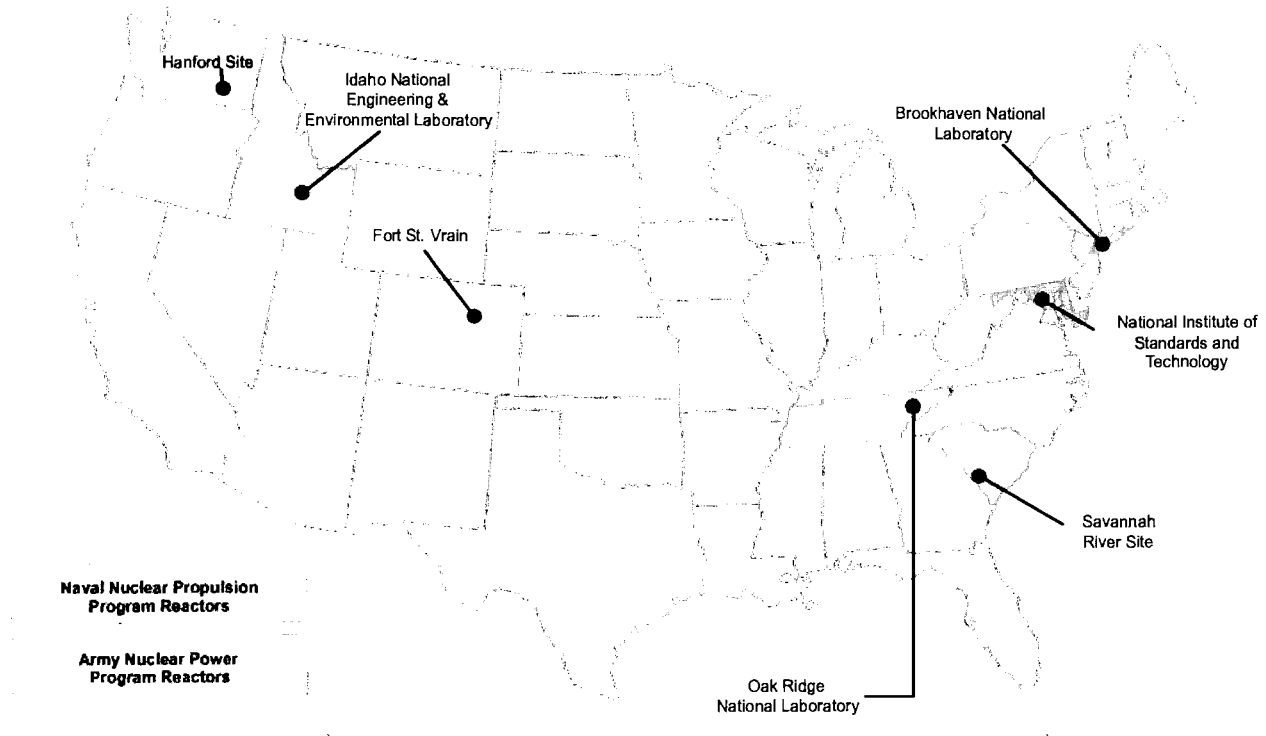 Hanford Site
Idaho National
Engineering &
Environmental Laboratory
Brookhaven National
Laboratory
Fort St. Vrain
National Institute of
Standards and
Technology
Savannah
River Site
Naval Nuclear Propulsion
Program Reactors
Army Nuclear Power
Program Reactors
Oak Ridge
National Laboratory